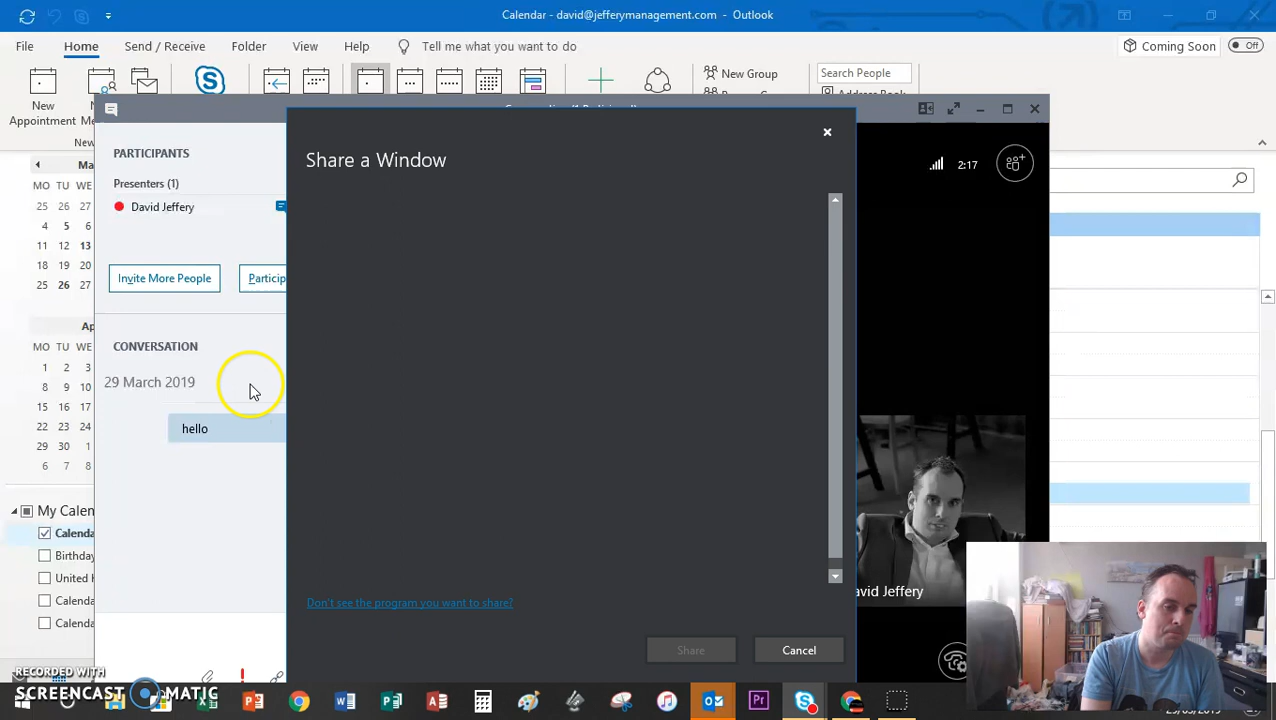 Calendar - david@jefferymanagement.com - Outlook
File Home Send / Receive Folder View Help Tell me what you want to do Coming Soon Off
New Group Search People
New
Appointment
Address Book
Share a Window
2:17
PARTICIPANTS
Presenters (1)
David Jeffery
Invite More People
CONVERSATION
29 March 2019
hello
MO TU WE
25 26 27
4 5 6
11 12 13
18 19 20
25 26 27
MO TU WE
1 2 3
8 9 10
15 16 17
22 23 24
29 30 1
6 7 8
My Calen
Calenda
Birthday
United
Calenda
Calenda
Don't see the program you want to share?
Share Cancel
avid Jeffery
RECORDED WITH
SCREENCAST MATIC